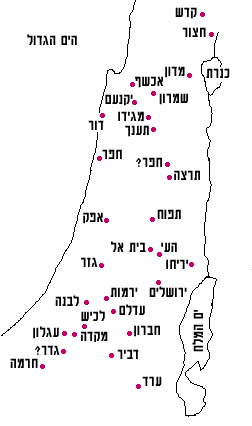 קדש
הים הגדול
חצור
מדון
כנרת
אכשף
שמרון
יקנעם
מגידו
דור
תענך
חפר
חפר?
תרצה
תפוח
אפק
בית אל
העי
גזר
יריחו
ירושלים
ירמות
לבנה
עדלם
לכיש
חברון
עגלון
מקדה
גדר?
דביר
חרמה
ערד
ים המלח